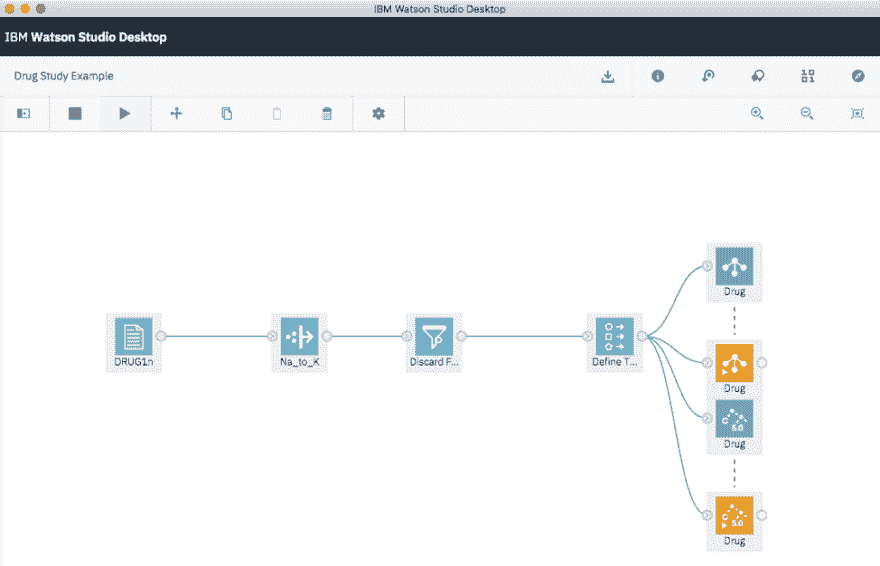 IBM Watson Studio Desktop
IBM Watson Studio Desktop
Drug Study Example
DRUG1n
Na_to_K
Discard F...
Define T...
Drug
Drug
C 5.0
Drug
C 5.0
Drug